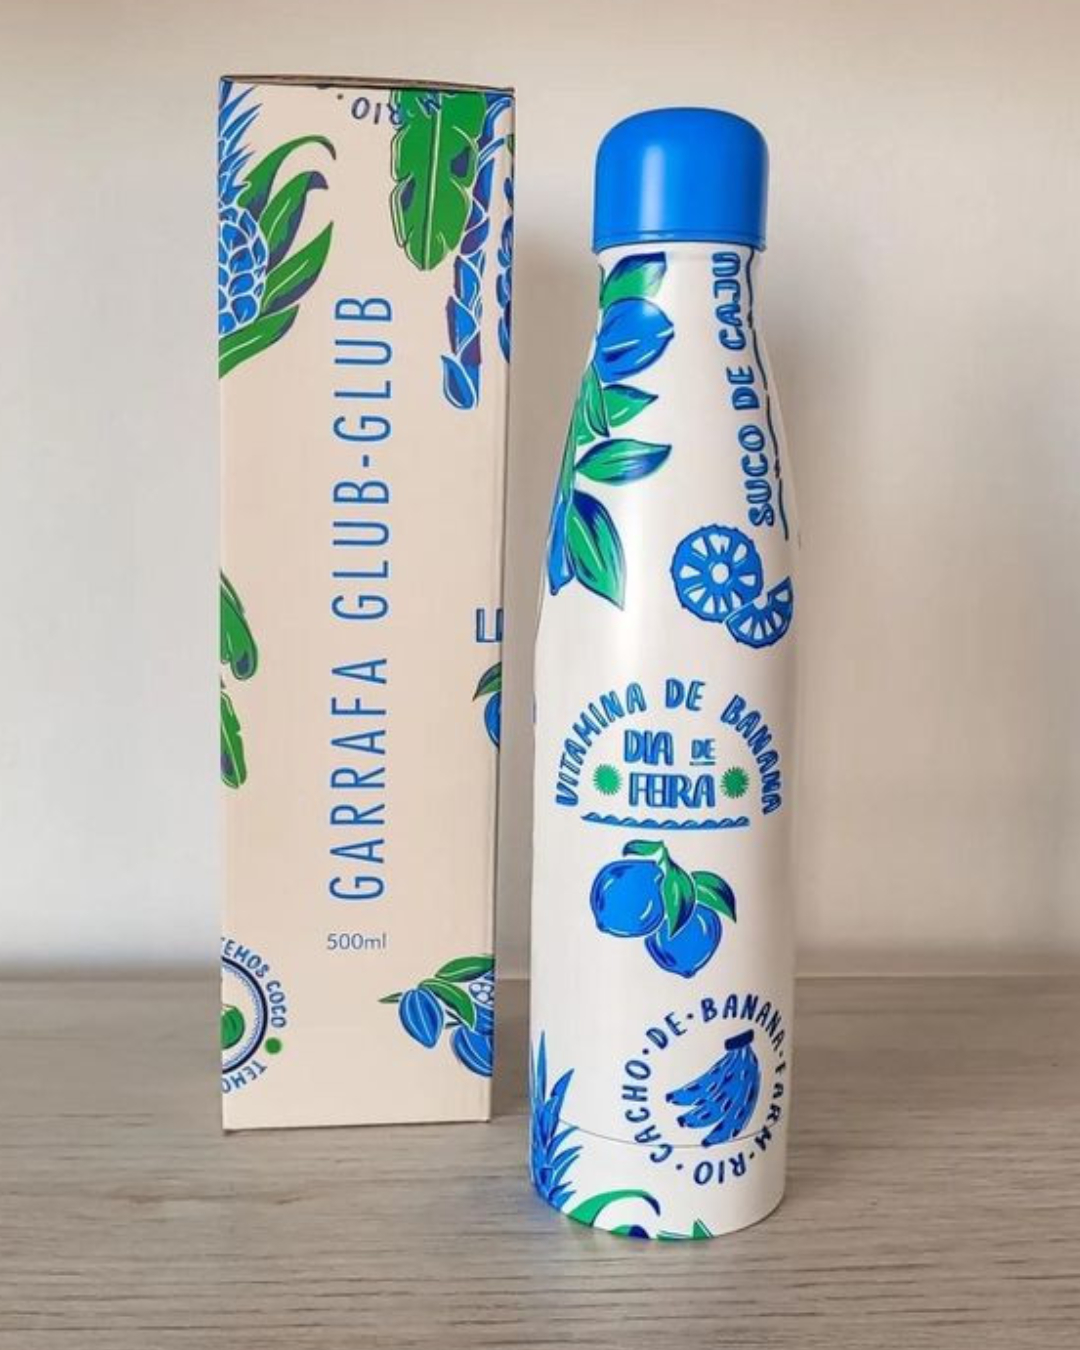 M RIO.
GARRAFA GLUB-GLUB
500ml
TEMOS COCO
SUCO DE CAJU
VITAMINA DE BANANA
DIA DE
FEIRA
CACHO·DE·BANANA·FARM·RIO·